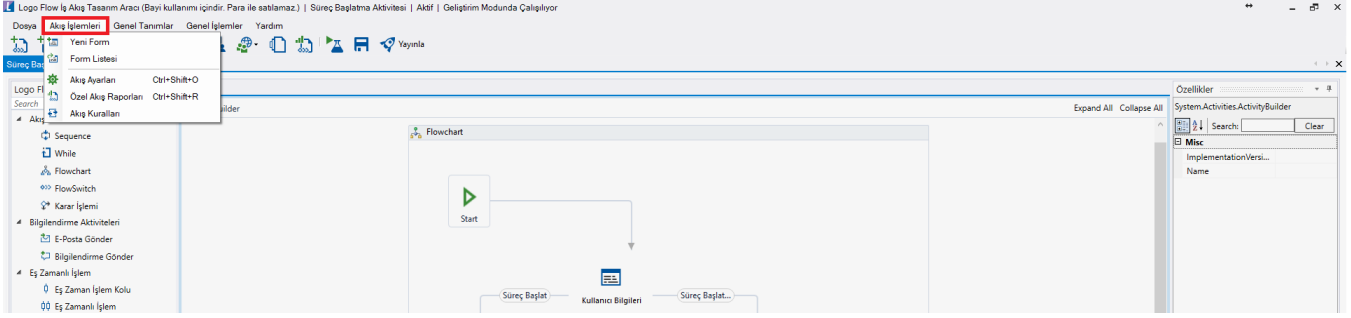 Logo Flow İş Akış Tasarım Aracı (Bayi kullanımı içindir. Para ile satılamaz.) | Süreç Başlatma Aktivitesi | Aktif | Geliştirim Modunda Çalışılıyor
Dosya Akış İşlemleri Genel Tanımlar Genel İşlemler Yardım
Yayınla
Yeni Form
Form Listesi
Akış Ayarları Ctrl+Shift+O
Özel Akış Raporları Ctrl+Shift+R
Akış Kuralları
Süreç Baş
Logo Fl
Search
Builder
Expand All Collapse All
Akış
Sequence
While
Flowchart
FlowSwitch
Karar İşlemi
Bilgilendirme Aktiviteleri
E-Posta Gönder
Bilgilendirme Gönder
Eş Zamanlı İşlem
Eş Zaman İşlem Kolu
Eş Zamanlı İşlem
Flowchart
Start
Süreç Başlat
Kullanıcı Bilgileri
Süreç Başlat...
Özellikler
System.Activities.ActivityBuilder
Search: Clear
Misc
ImplementationVersi...
Name